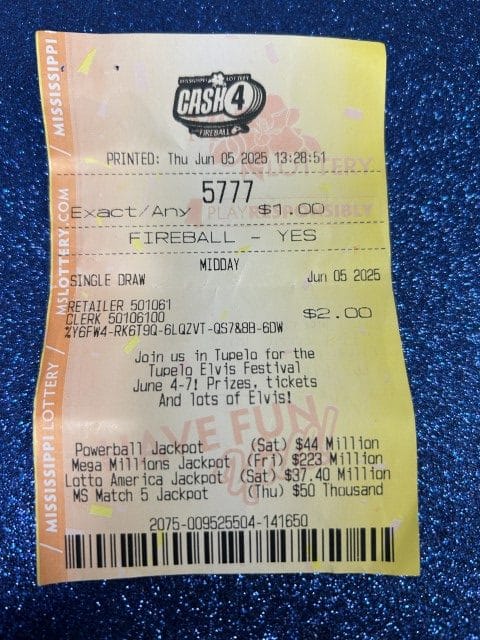 MISSISSIPPI LOTTERY
CASH 4
FIREBALL
PRINTED: Thu Jun 05 2025 13:28:51
LOTTERY
5777
Exact/Any $1.00
PLAY RESPONSIBLY
FIREBALL - YES
MIDDAY
SINGLE DRAW Jun 05 2025
RETAILER 501061
CLERK 50106100 $2.00
%Y6FW4-RK6T9Q-6LQZVT-QS7&BB-6DW
Join us in Tupelo for the
Tupelo Elvis Festival
June 4-7! Prizes, tickets
And lots of Elvis!
HAVE FUN
Powerball Jackpot (Sat) $44 Million
Mega Millions Jackpot (Fri) $223 Million
Lotto America Jackpot (Sat) $37.40 Million
MS Match 5 Jackpot (Thu) $50 Thousand
2075-009525504-141650
MISSISSIPPI LOTTERY / MSLOTTERY.COM / MISSISSIPPI